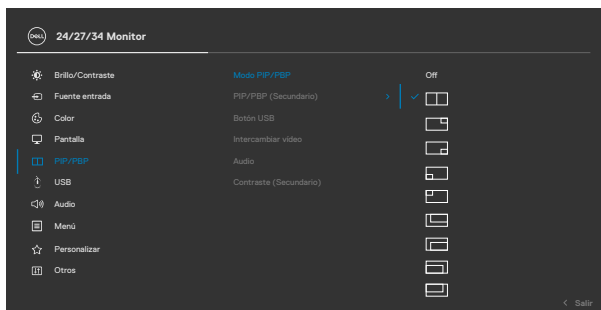 DELL
24/27/34 Monitor
Brillo/Contraste
Modo PIP/PBP
Off
Fuente entrada
PIP/PBP (Secundario)
Color
Botón USB
Pantalla
Intercambiar vídeo
PIP/PBP
Audio
USB
Contraste (Secundario)
Audio
Menú
Personalizar
Otros
Salir